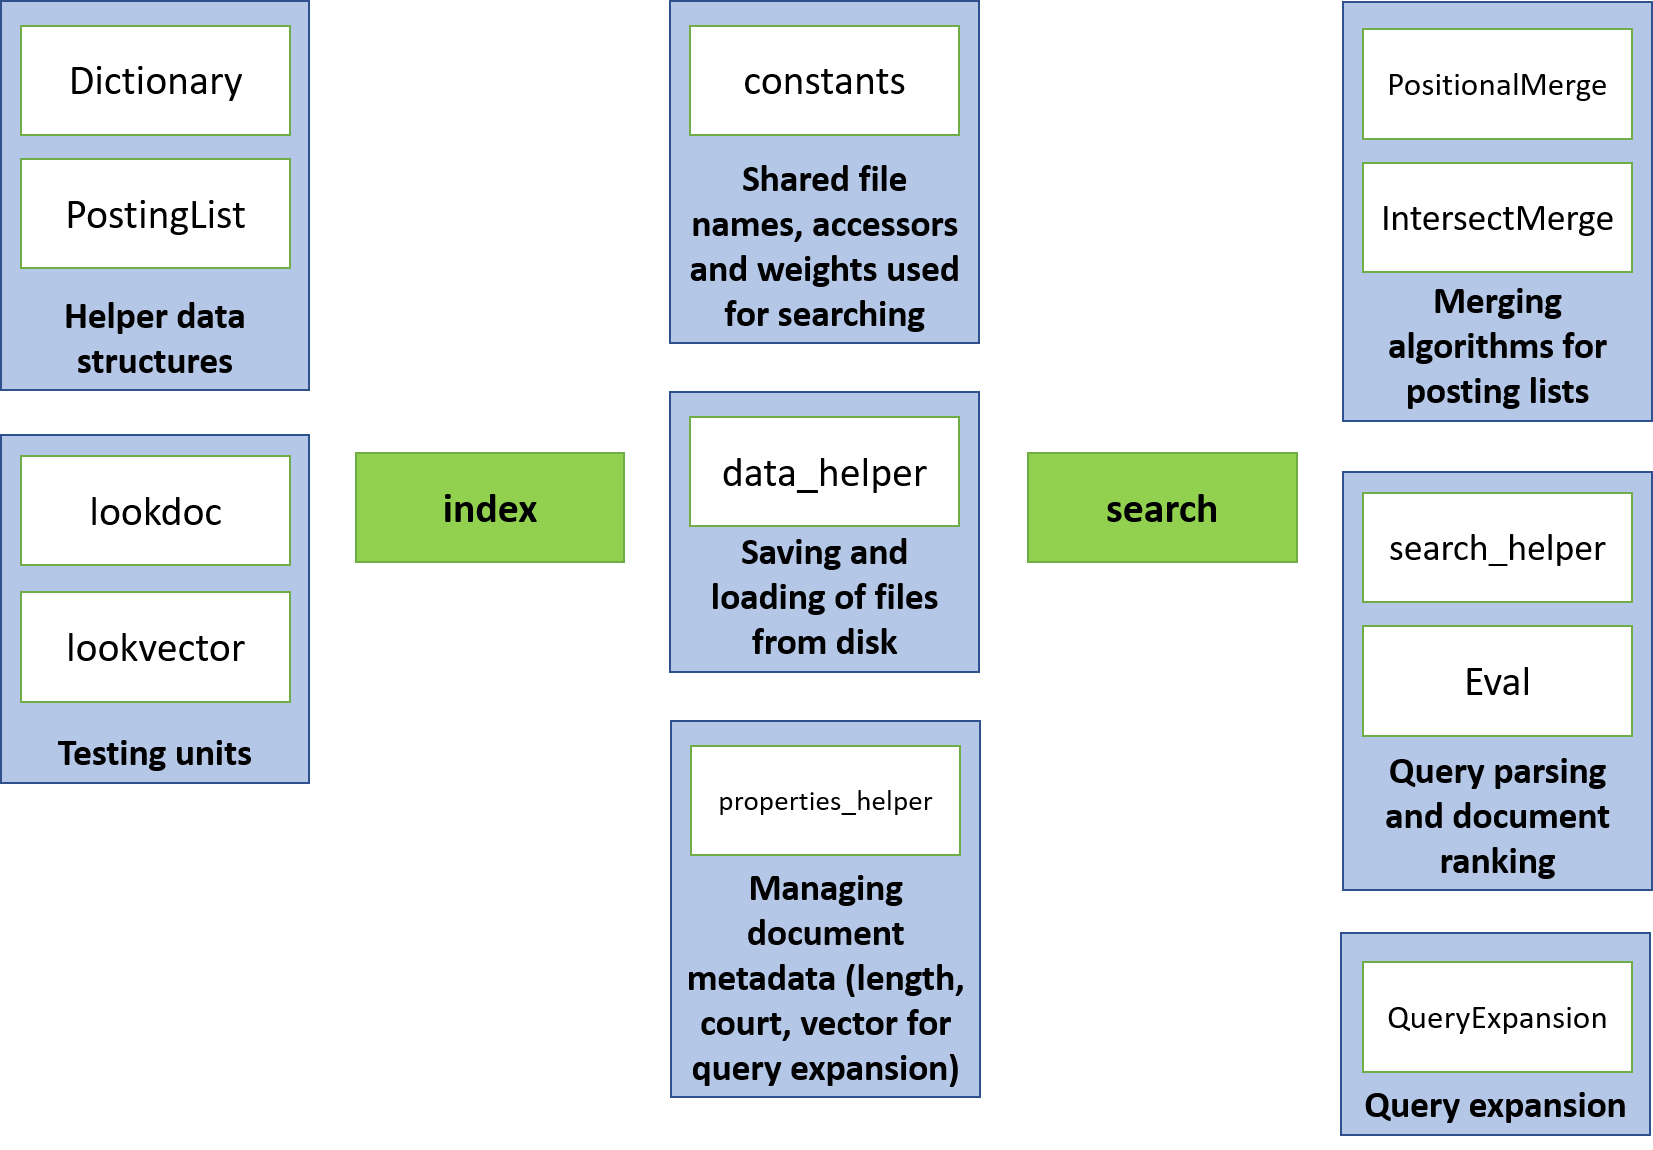 Dictionary
PostingList
Helper data
structures
lookdoc
lookvector
Testing units
index
constants
Shared file
names, accessors
and weights used
for searching
data_helper
Saving and
loading of files
from disk
properties_helper
Managing
document
metadata (length,
court, vector for
query expansion)
search
PositionalMerge
IntersectMerge
Merging
algorithms for
posting lists
search_helper
Eval
Query parsing
and document
ranking
QueryExpansion
Query expansion